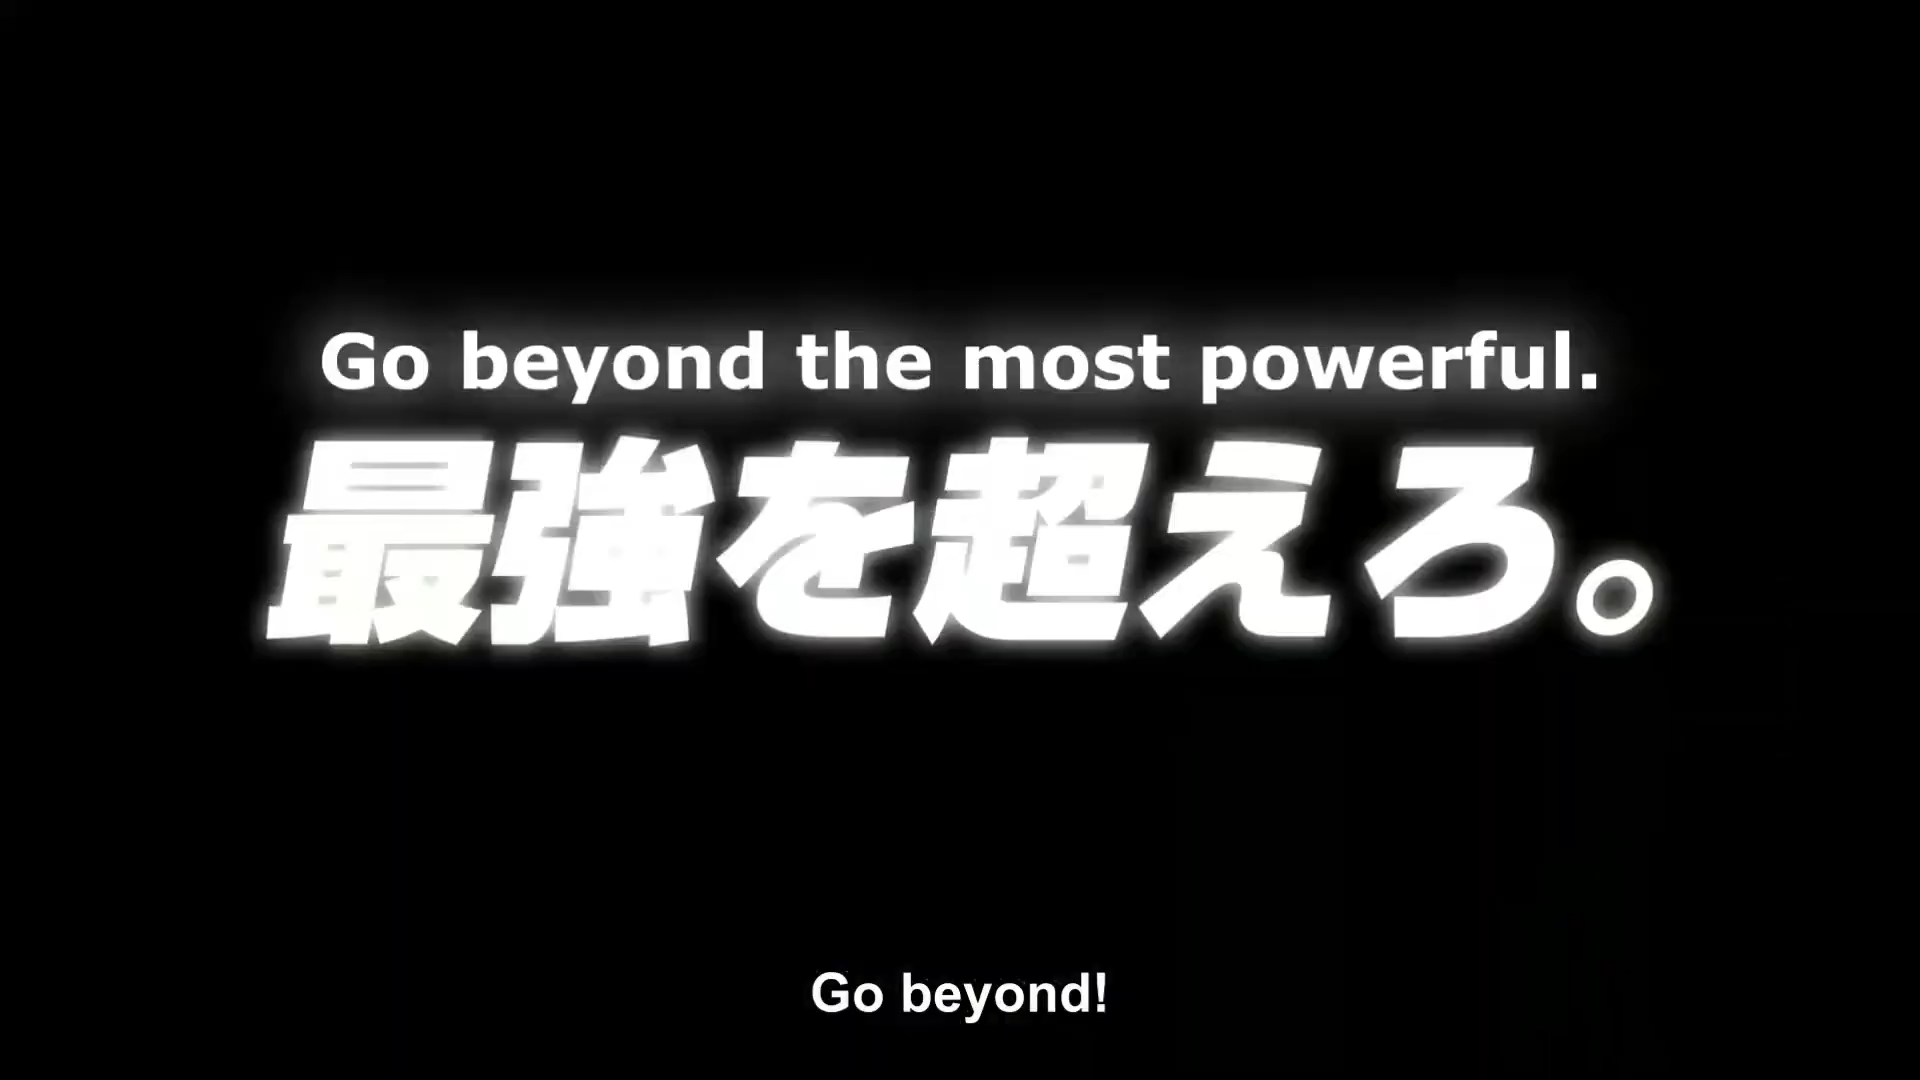 Go beyond the most powerful.
最強を超えろ。
Go beyond!